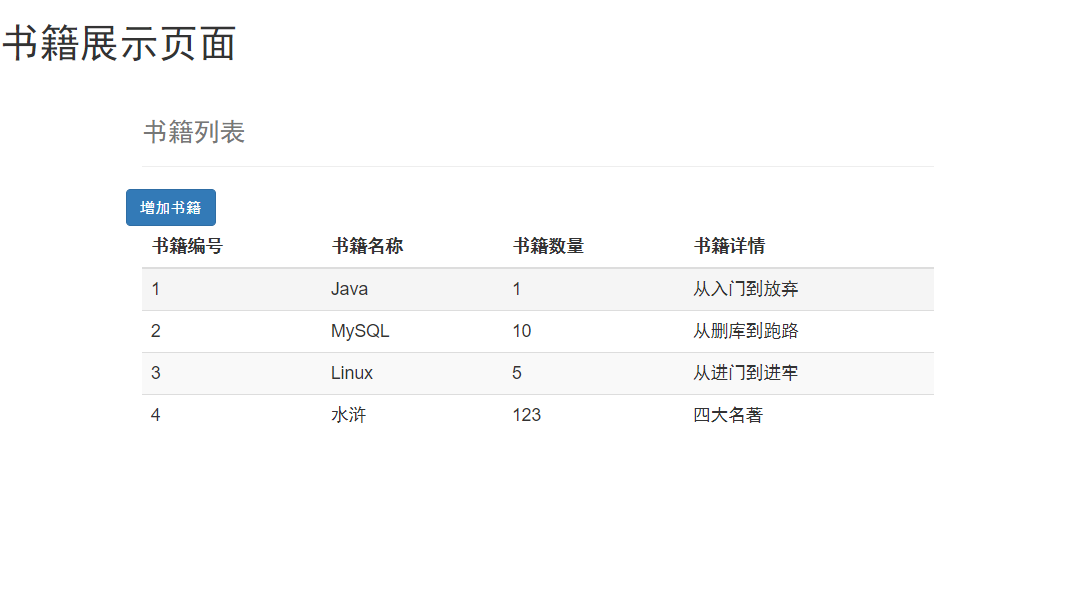 书籍展示页面
书籍列表
增加书籍
书籍编号 书籍名称 书籍数量 书籍详情
1 Java 1 从入门到放弃
2 MySQL 10 从删库到跑路
3 Linux 5 从进门到进牢
4 水浒 123 四大名著